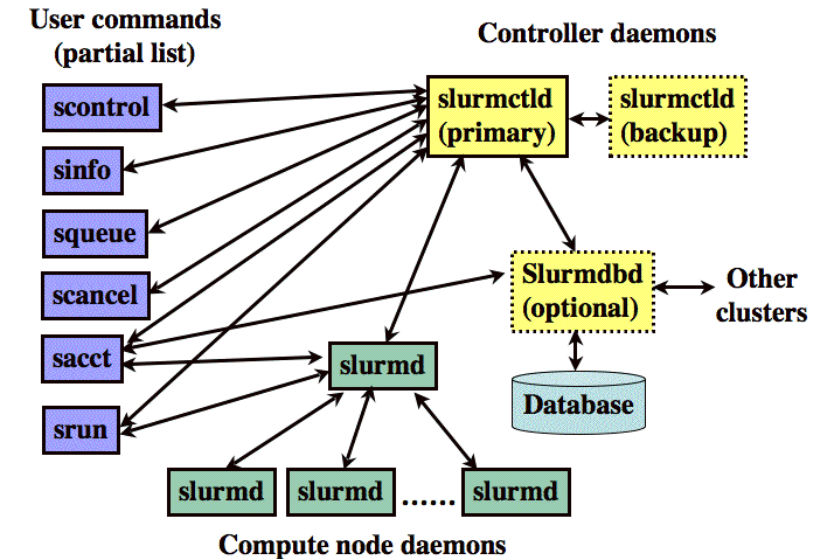 User commands
(partial list)
Controller daemons
scontrol
sinfo
squeue
scancel
sacct
srun
slurmctld
(primary)
slurmctld
(backup)
Slurmdbd
(optional)
Other
clusters
Database
slurmd
slurmd
slurmd
......
slurmd
Compute node daemons